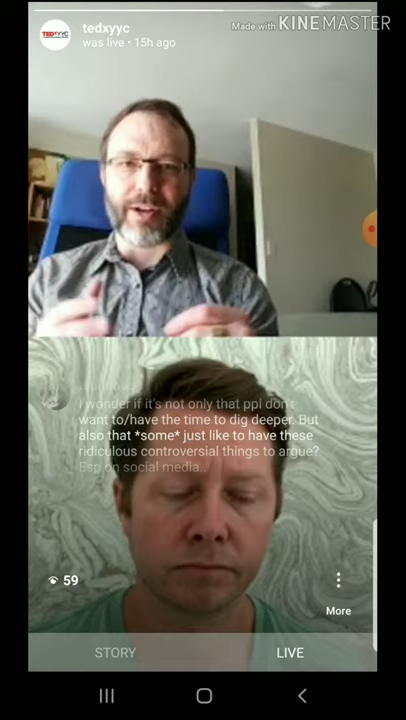 Made with KINEMASTER
TEDxYYC
tedxyyc
was live • 15h ago
I wonder if it's not only that ppl don't
want to/have the time to dig deeper. But
also that *some* just like to have these
ridiculous controversial things to argue?
Esp on social media..
59
More
STORY
LIVE